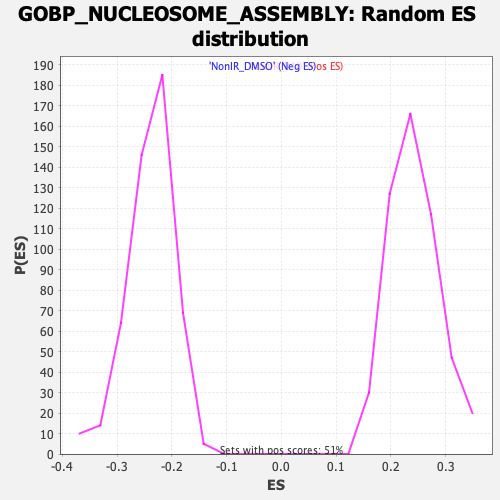 GOBP_NUCLEOSOME_ASSEMBLY: Random ES
distribution
'NonIR_DMSO' (Neg ES)os ES)
190
180
170
160
150
140
130
120
110
100
90
80
70
60
50
40
30
20
10
0
P(ES)
Sets with pos scores: 51%
-0.4 -0.3 -0.2 -0.1 0.0 0.1 0.2 0.3
ES